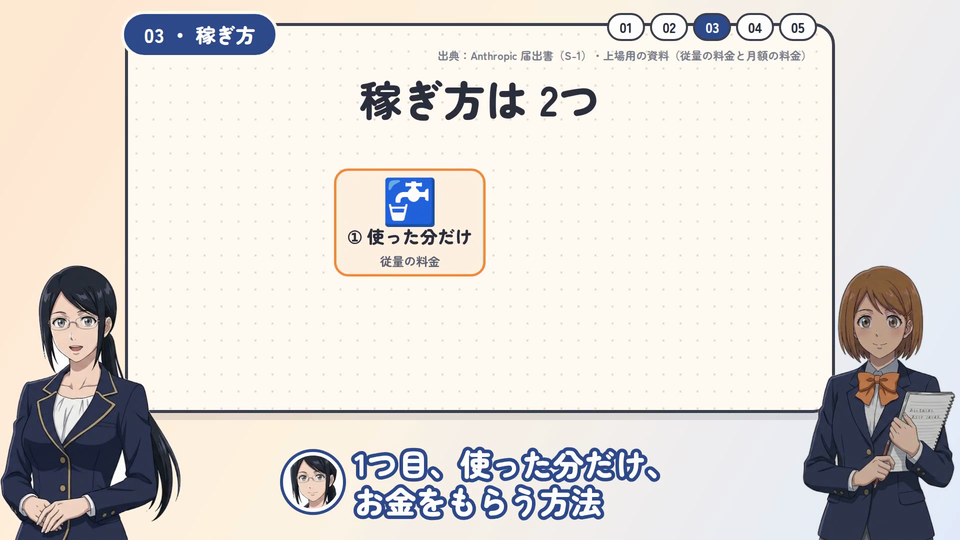 03 ・ 稼ぎ方
01 02 03 04 05
出典：Anthropic 届出書（S-1）・上場用の資料（従量の料金と月額の料金）
稼ぎ方は 2つ
① 使った分だけ
従量の料金
1つ目、使った分だけ、
お金をもらう方法